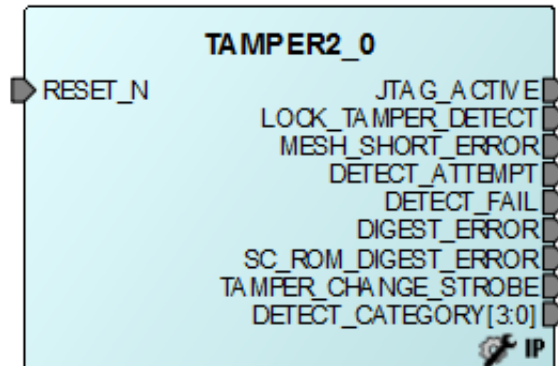 TAMPER2_0
RESET_N
JTAG_ACTIVE
LOCK_TAMPER_DETECT
MESH_SHORT_ERROR
DETECT_ATTEMPT
DETECT_FAIL
DIGEST_ERROR
SC_ROM_DIGEST_ERROR
TAMPER_CHANGE_STROBE
DETECT_CATEGORY[3:0]
IP